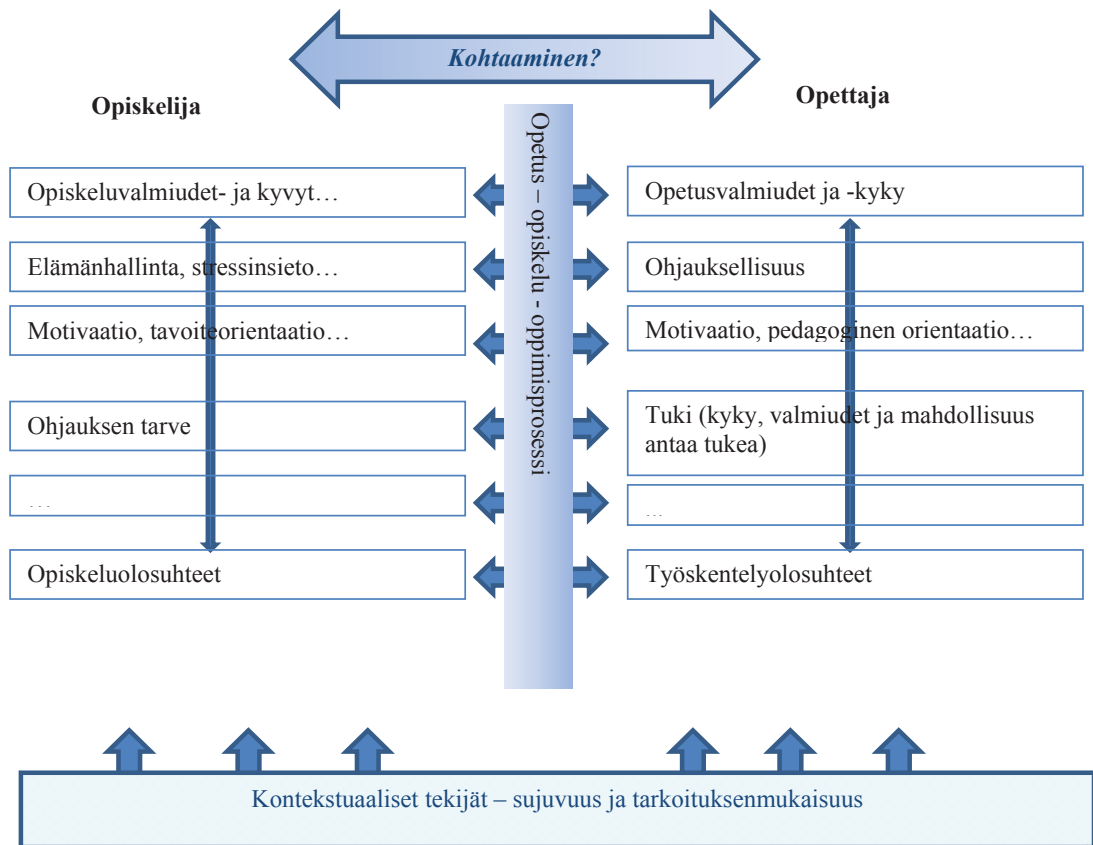 Kohtaaminen?
Opiskelija
Opettaja
Opetus – opiskelu - oppimisprosessi
Opiskeluvalmiudet- ja kyvyt…
Elämänhallinta, stressinsieto…
Motivaatio, tavoiteorientaatio…
Ohjauksen tarve
…
Opiskeluolosuhteet
Opetusvalmiudet ja -kyky
Ohjauksellisuus
Motivaatio, pedagoginen orientaatio…
Tuki (kyky, valmiudet ja mahdollisuus
antaa tukea)
…
Työskentelyolosuhteet
Kontekstuaaliset tekijät – sujuvuus ja tarkoituksenmukaisuus